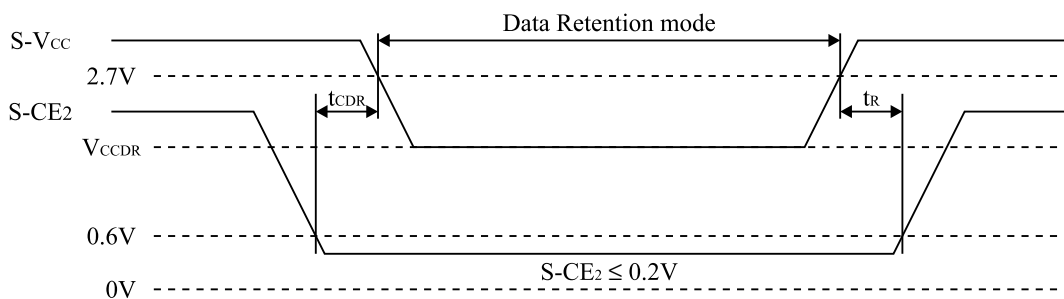 Data Retention mode
S-VCC
2.7V
tCDR
tR
S-CE2
VCCDR
0.6V
S-CE2 ≤ 0.2V
0V